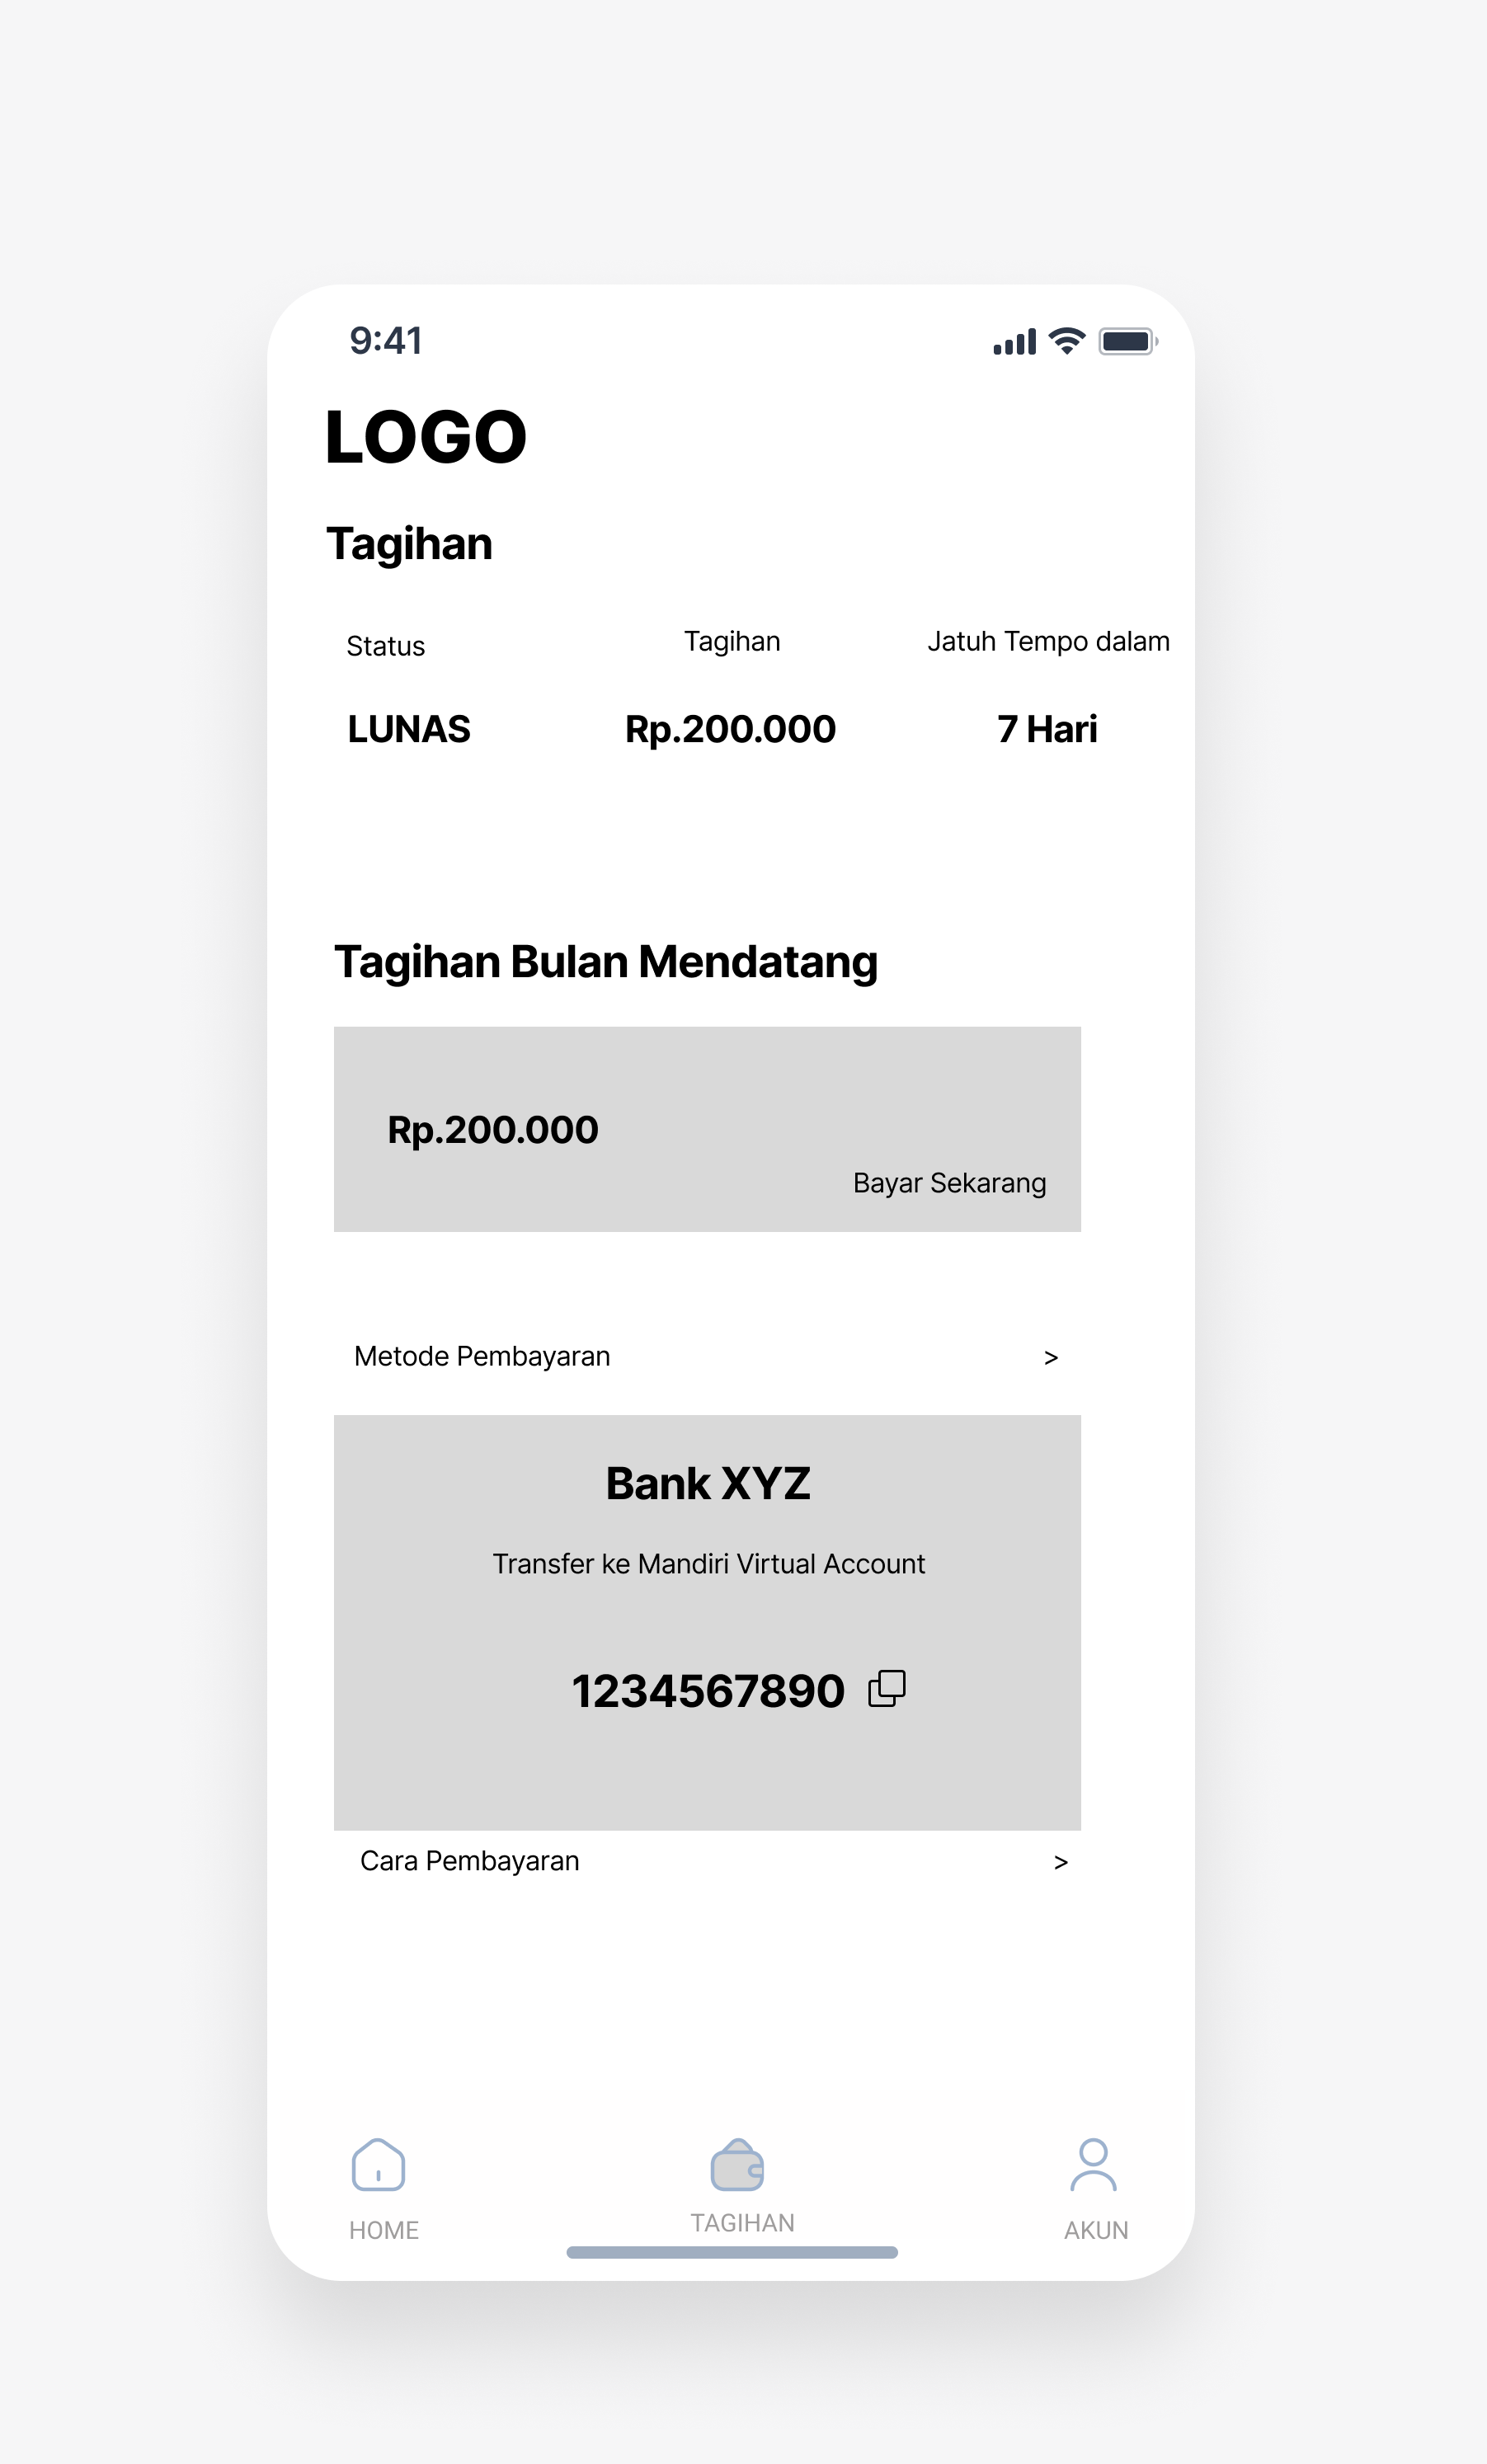 9:41
LOGO
Tagihan
Status Tagihan Jatuh Tempo dalam
LUNAS Rp.200.000 7 Hari
Tagihan Bulan Mendatang
Rp.200.000
Bayar Sekarang
Metode Pembayaran >
Bank XYZ
Transfer ke Mandiri Virtual Account
1234567890
Cara Pembayaran >
HOME TAGIHAN AKUN